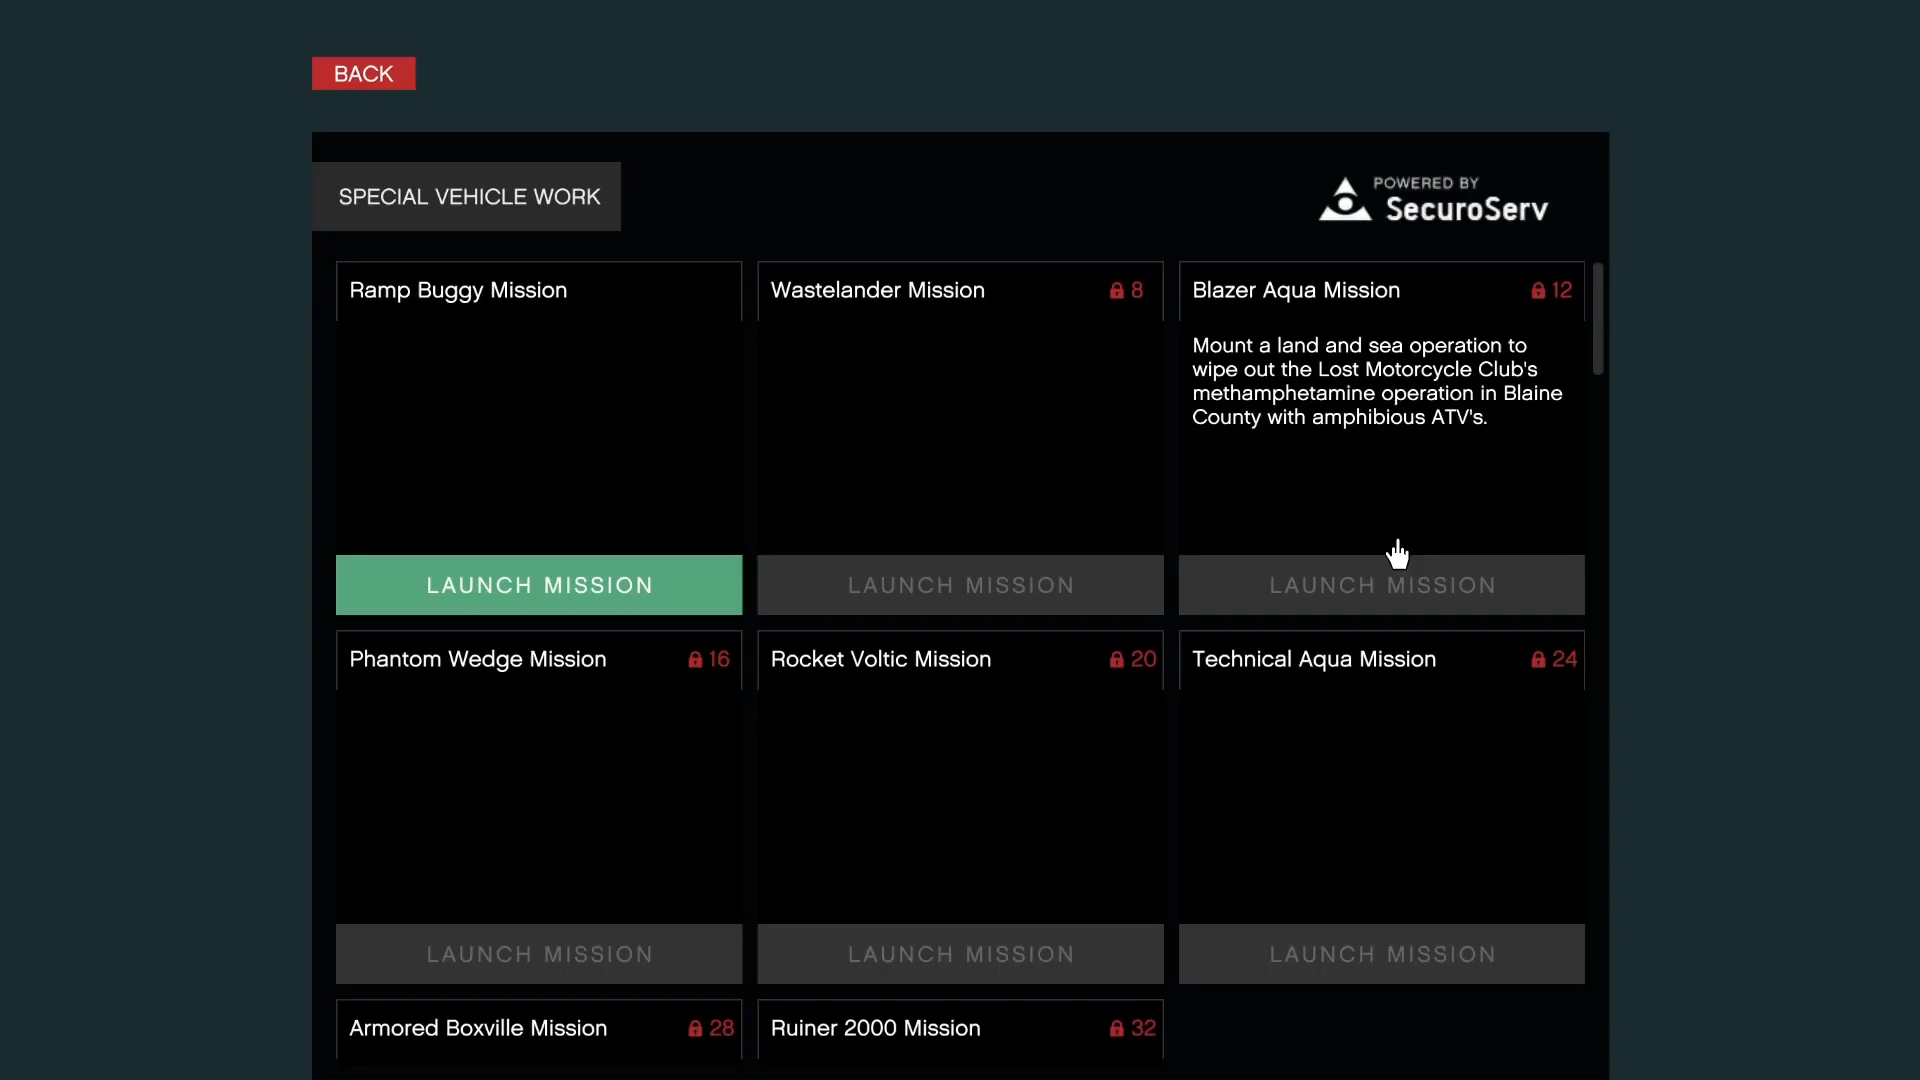 BACK
SPECIAL VEHICLE WORK
POWERED BY
SecuroServ
Ramp Buggy Mission
Wastelander Mission 8
Blazer Aqua Mission 12
Mount a land and sea operation to
wipe out the Lost Motorcycle Club's
methamphetamine operation in Blaine
County with amphibious ATV's.
LAUNCH MISSION
LAUNCH MISSION
LAUNCH MISSION
Phantom Wedge Mission 16
Rocket Voltic Mission 20
Technical Aqua Mission 24
LAUNCH MISSION
LAUNCH MISSION
LAUNCH MISSION
Armored Boxville Mission 28
Ruiner 2000 Mission 32